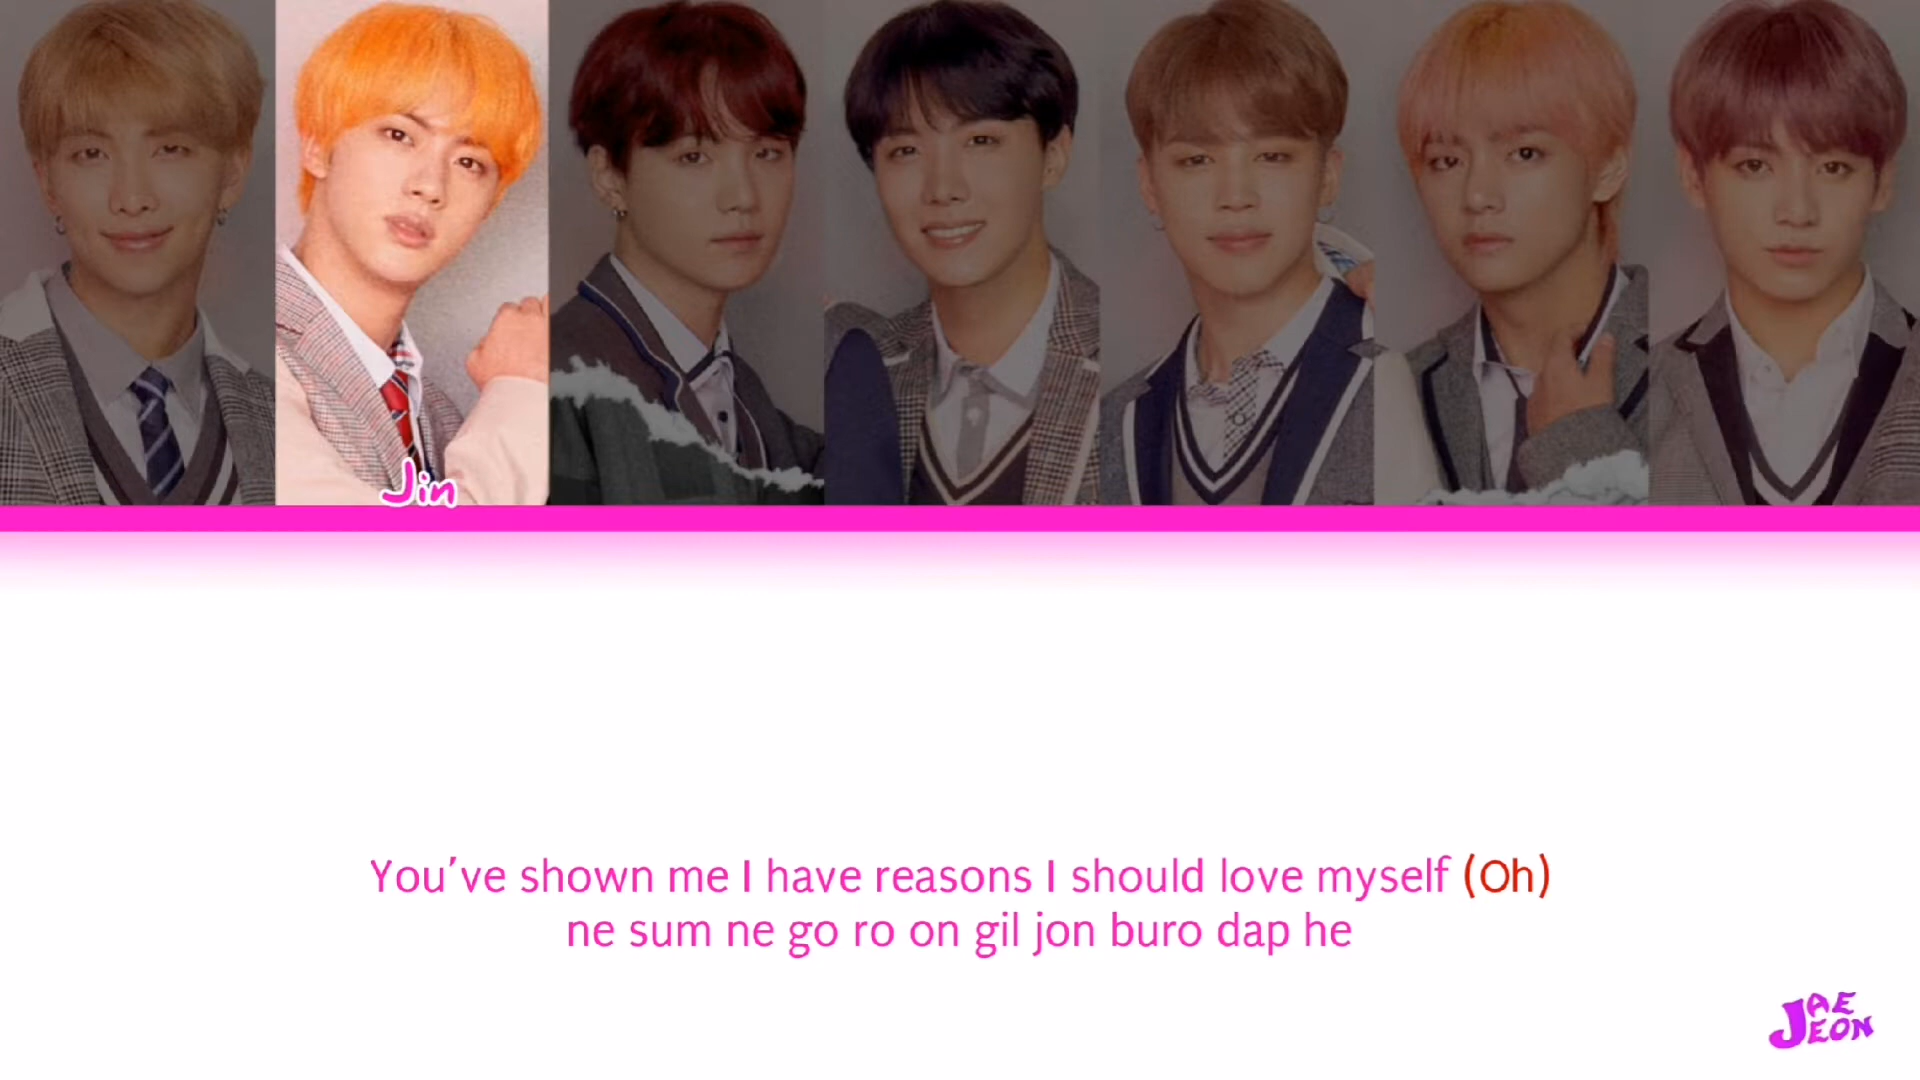 Jin
You've shown me I have reasons I should love myself (Oh)
ne sum ne go ro on gil jon buro dap he
JAE
JEON